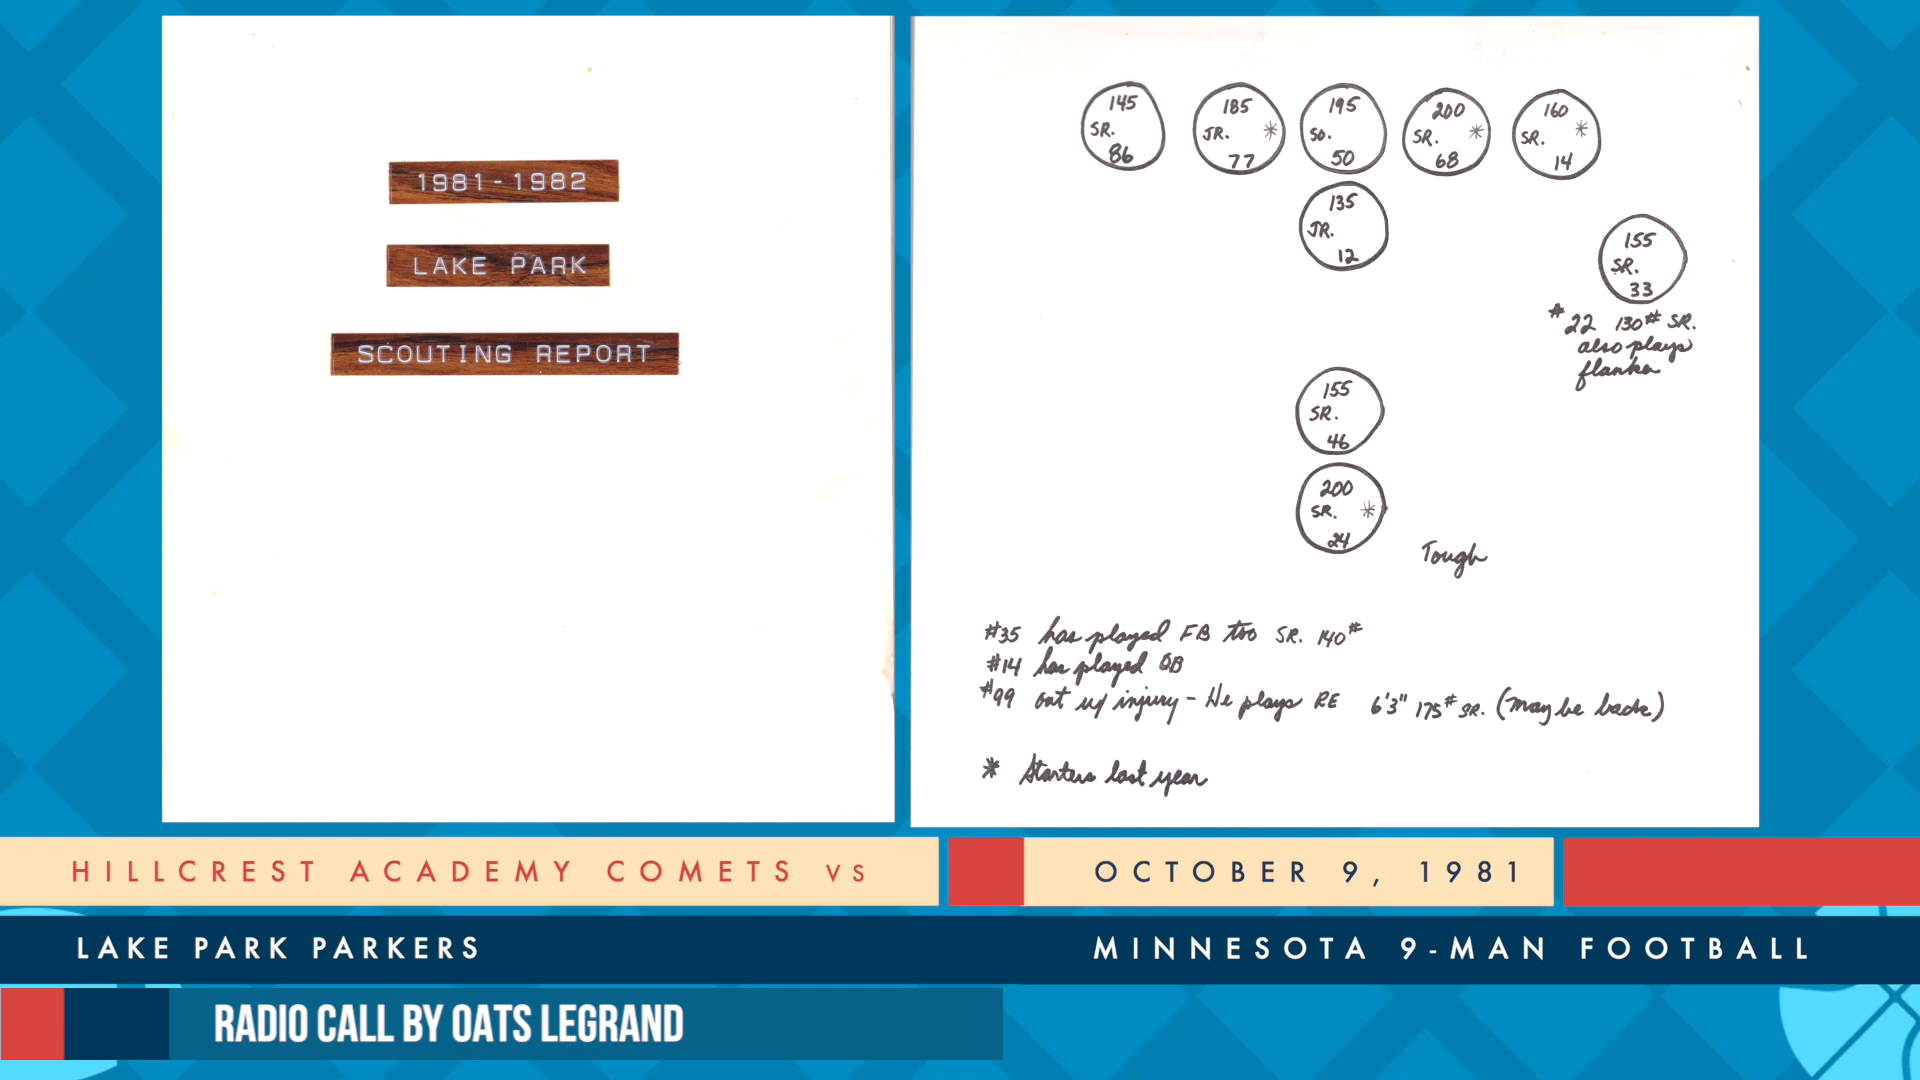 1981-1982
LAKE PARK
SCOUTING REPORT
145
SR.
86
185
JR. *
77
195
SO.
50
200
SR. *
68
160
SR. *
14
135
JR.
12
155
SR.
33
* 22 130# SR.
also plays
flanker
155
SR.
46
200
SR. *
24
Tough
#35 has played FB too SR. 140#
#14 has played QB
#99 out w/ injury - He plays RE 6'3" 175# SR. (may be back)
* Starters last year
HILLCREST ACADEMY COMETS VS
OCTOBER 9, 1981
LAKE PARK PARKERS
MINNESOTA 9-MAN FOOTBALL
RADIO CALL BY OATS LEGRAND